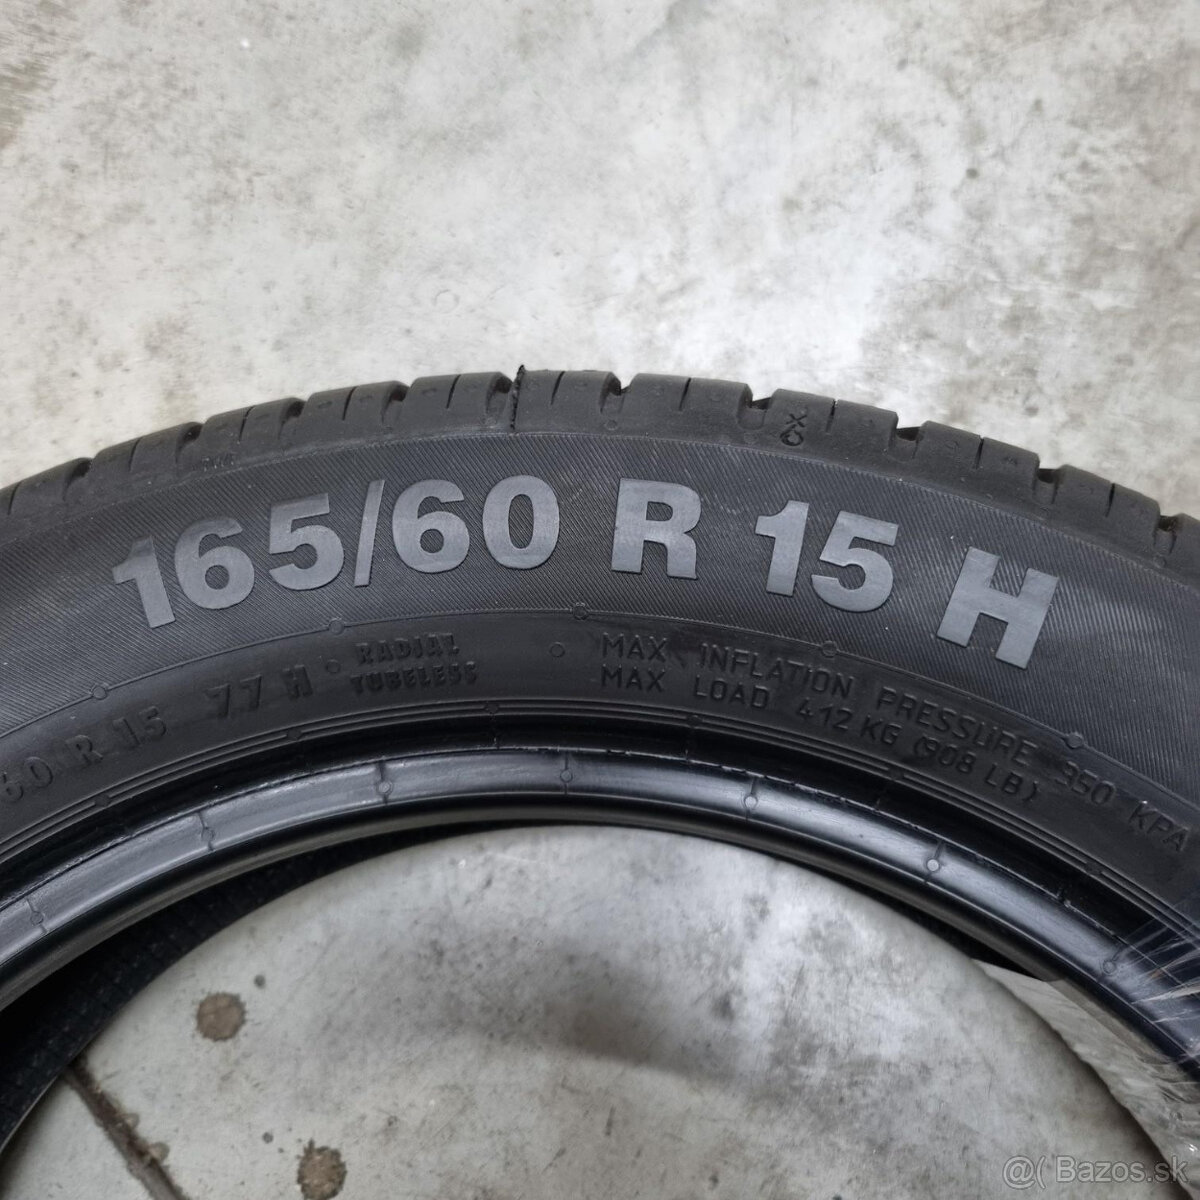 165/60 R 15 H
60 R 15 77 H RADIAL
TUBELESS
MAX INFLATION PRESSURE 350 KPA
MAX LOAD 412 KG (908 LB)
@( Bazos.sk